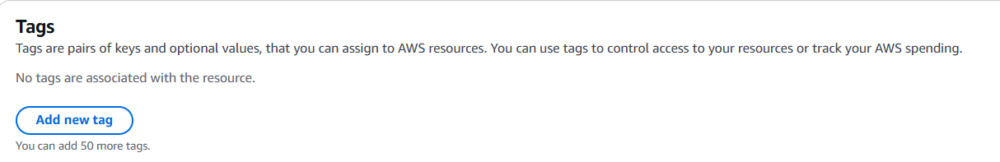 Tags
Tags are pairs of keys and optional values, that you can assign to AWS resources. You can use tags to control access to your resources or track your AWS spending.
No tags are associated with the resource.
Add new tag
You can add 50 more tags.